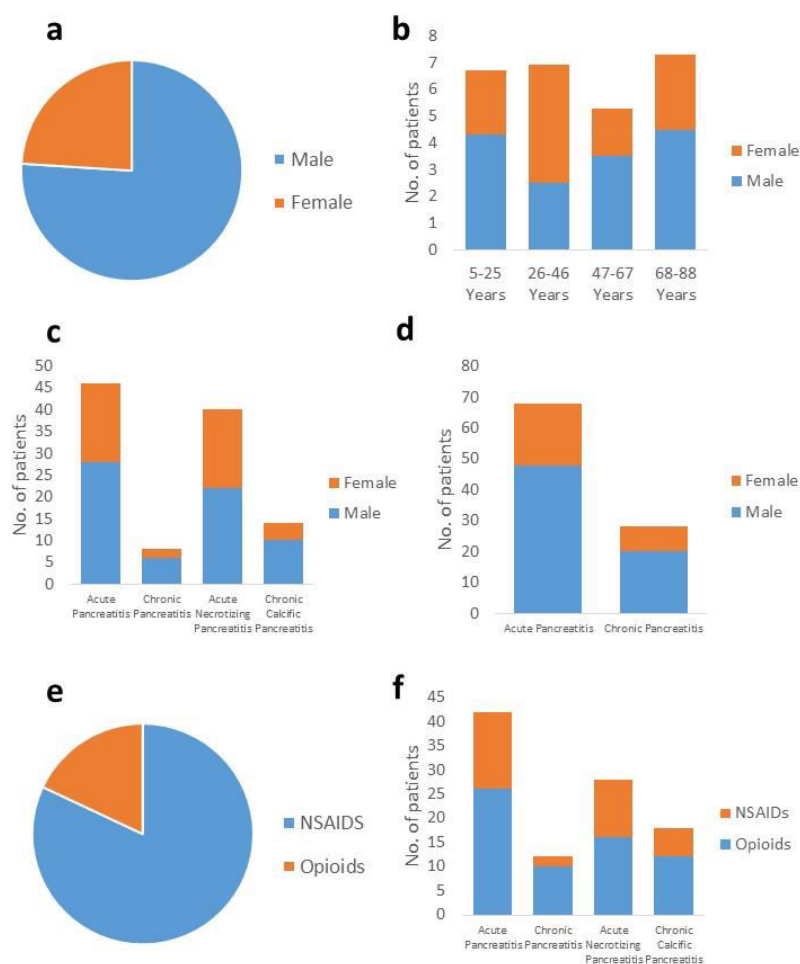 a
Male
Female
b
No. of patients
8
7
6
5
4
3
2
1
0
5-25 Years
26-46 Years
47-67 Years
68-88 Years
Female
Male
c
No. of patients
50
45
40
35
30
25
20
15
10
5
0
Acute Pancreatitis
Chronic Pancreatitis
Acute Necrotizing Pancreatitis
Chronic Calcific Pancreatitis
Female
Male
d
No. of patients
80
70
60
50
40
30
20
10
0
Acute Pancreatitis
Chronic Pancreatitis
Female
Male
e
NSAIDS
Opioids
f
No. of patients
45
40
35
30
25
20
15
10
5
0
Acute Pancreatitis
Chronic Pancreatitis
Acute Necrotizing Pancreatitis
Chronic Calcific Pancreatitis
NSAIDs
Opioids